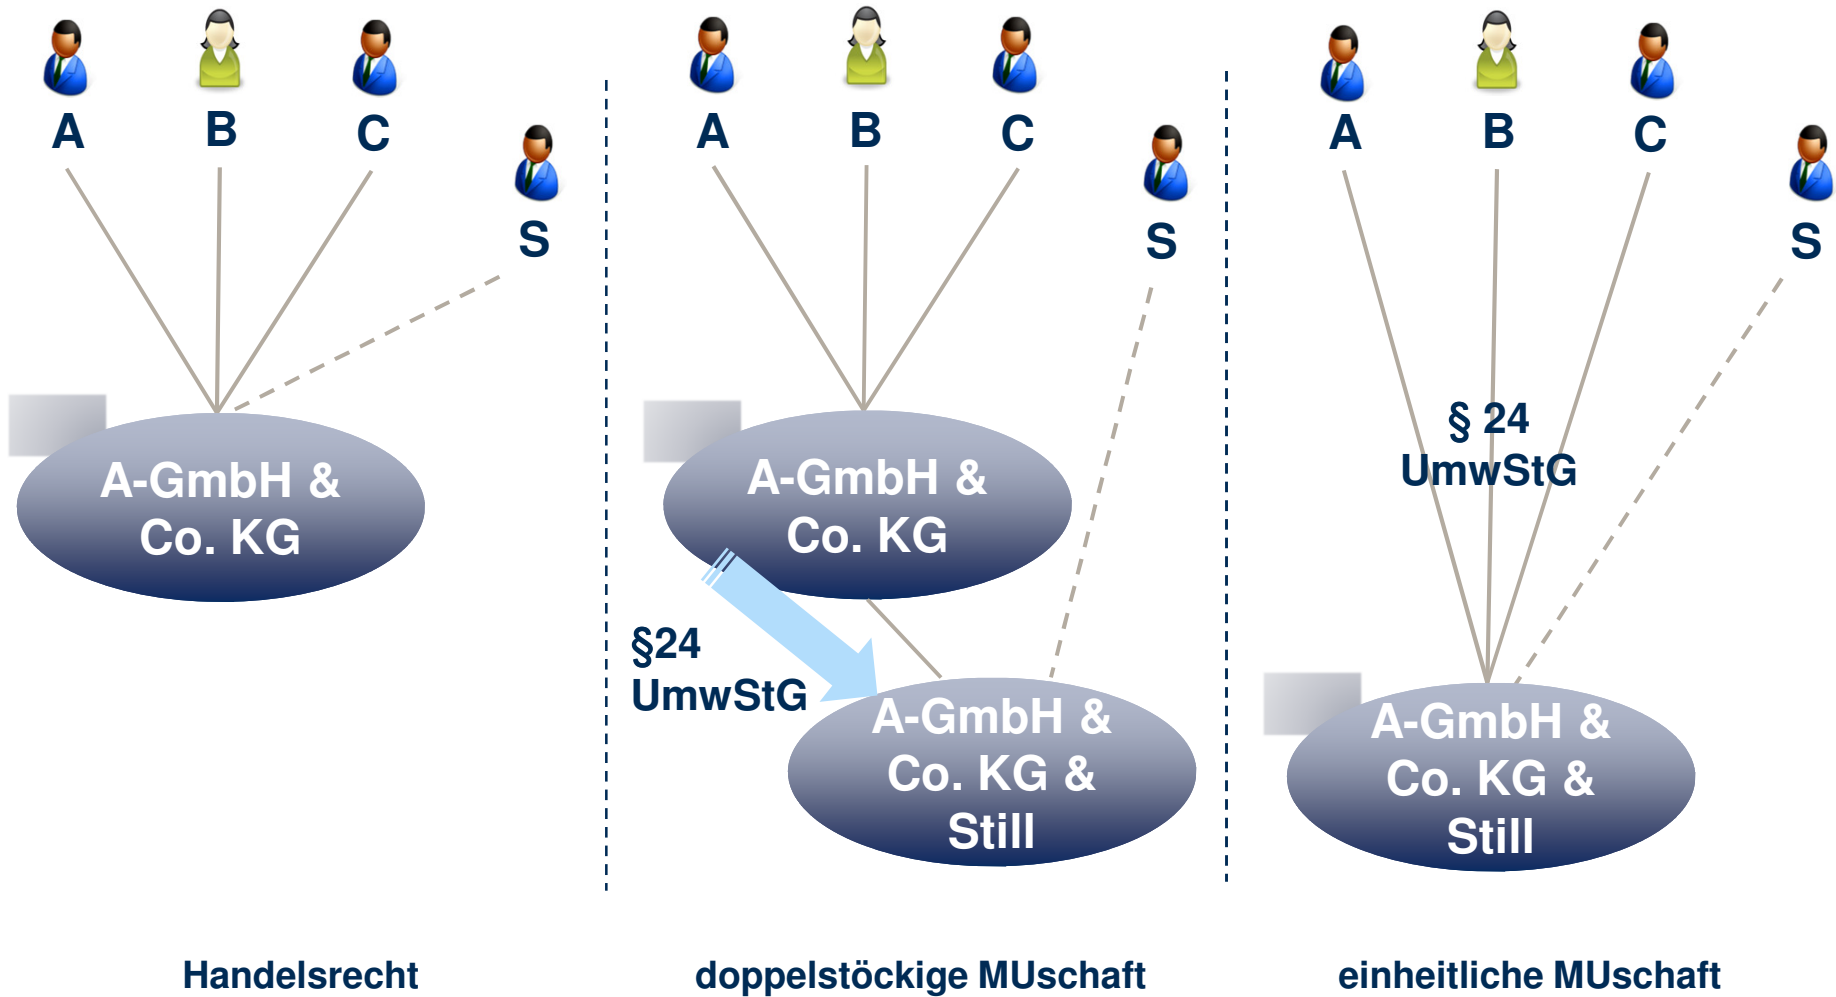 A B C
S
A-GmbH &
Co. KG
Handelsrecht
A B C
S
A-GmbH &
Co. KG
§24
UmwStG
A-GmbH &
Co. KG &
Still
doppelstöckige MUschaft
A B C
S
§ 24
UmwStG
A-GmbH &
Co. KG &
Still
einheitliche MUschaft